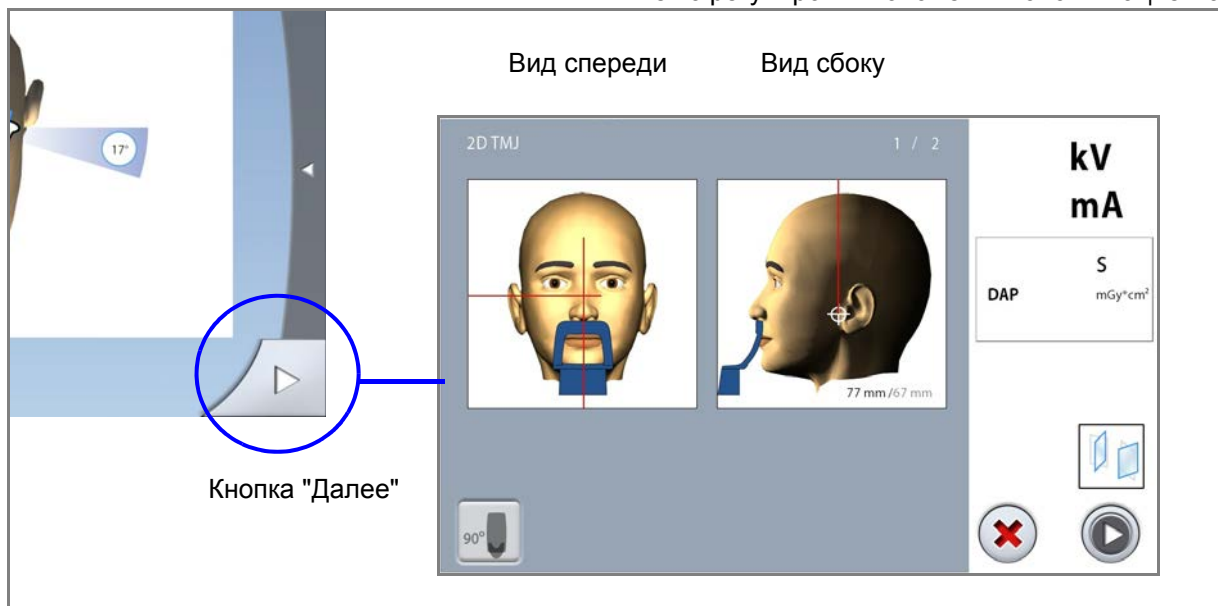 Вид спереди Вид сбоку
17°
2D TMJ 1 / 2
kV
mA
S
DAP mGy*cm²
77 mm /67 mm
Кнопка "Далее"
90°